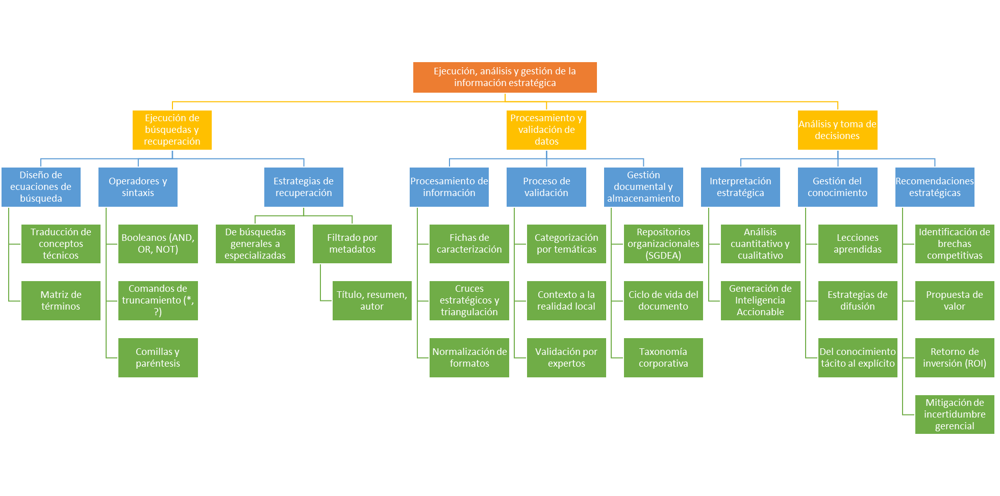 Ejecución, análisis y gestión de la
información estratégica
Ejecución de
búsquedas y
recuperación
Procesamiento y
validación de
datos
Análisis y toma de
decisiones
Diseño de
ecuaciones de
búsqueda
Operadores y
sintaxis
Estrategias de
recuperación
Procesamiento de
información
Proceso de
validación
Gestión
documental y
almacenamiento
Interpretación
estratégica
Gestión del
conocimiento
Recomendaciones
estratégicas
Traducción de
conceptos
técnicos
Booleanos (AND,
OR, NOT)
De búsquedas
generales a
especializadas
Filtrado por
metadatos
Fichas de
caracterización
Categorización
por temáticas
Repositorios
organizacionales
(SGDEA)
Análisis
cuantitativo y
cualitativo
Lecciones
aprendidas
Identificación de
brechas
competitivas
Matriz de
términos
Comandos de
truncamiento (*,
?)
Título, resumen,
autor
Cruces
estratégicos y
triangulación
Contexto a la
realidad local
Ciclo de vida del
documento
Generación de
Inteligencia
Accionable
Estrategias de
difusión
Propuesta de
valor
Comillas y
paréntesis
Normalización de
formatos
Validación por
expertos
Taxonomía
corporativa
Del conocimiento
tácito al explícito
Retorno de
inversión (ROI)
Mitigación de
incertidumbre
gerencial